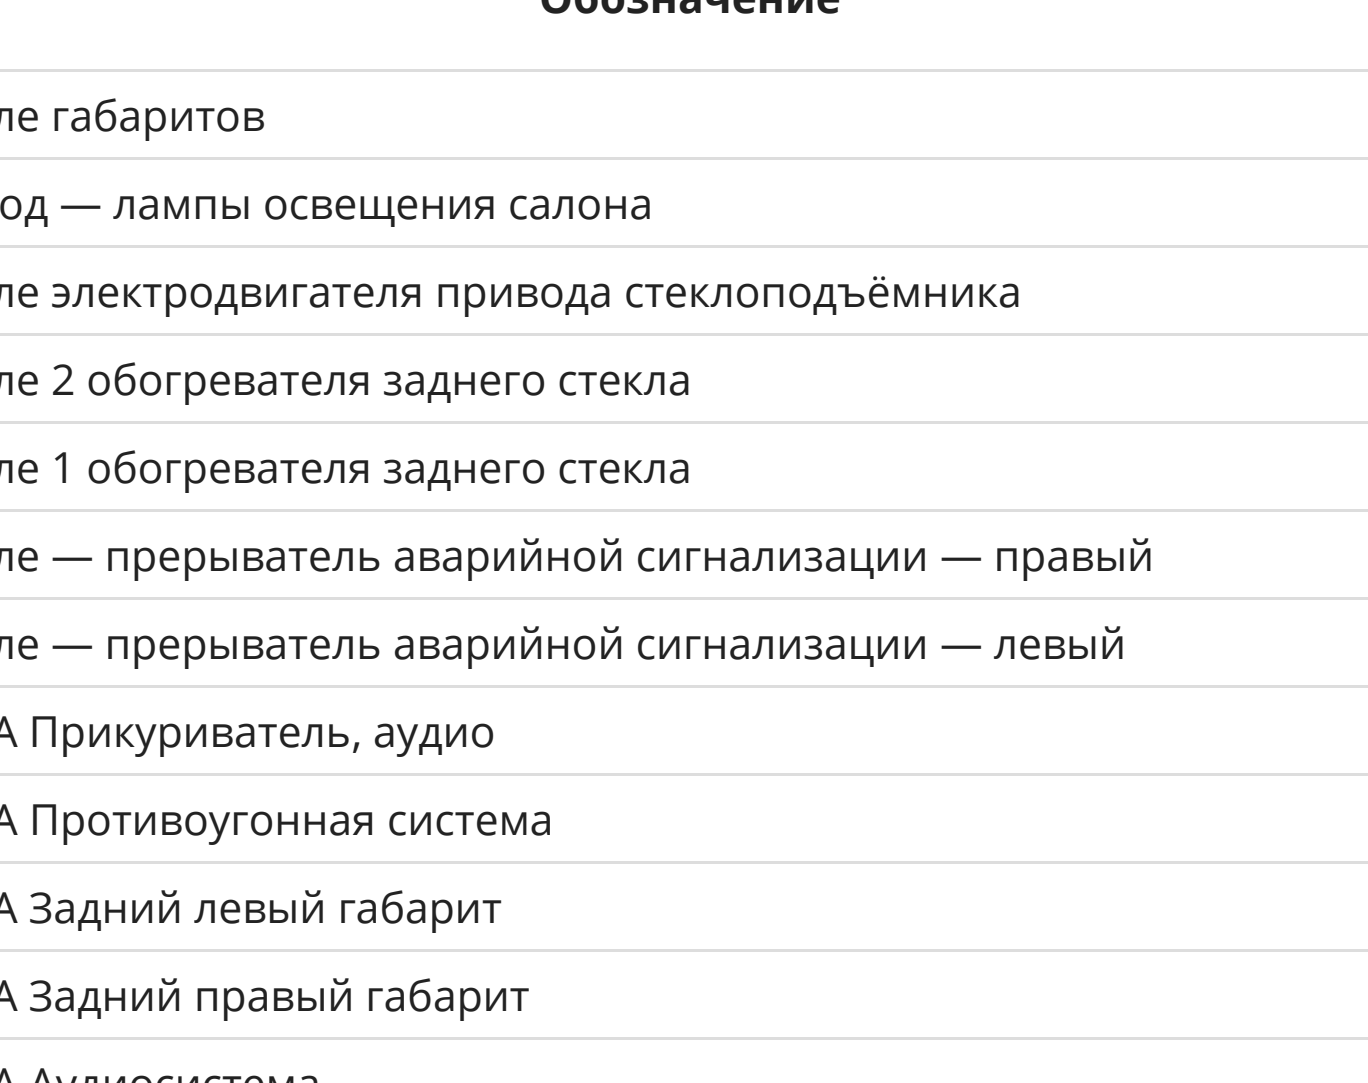 Обозначение
ле габаритов
од — лампы освещения салона
ле электродвигателя привода стеклоподъёмника
ле 2 обогревателя заднего стекла
ле 1 обогревателя заднего стекла
ле — прерыватель аварийной сигнализации — правый
ле — прерыватель аварийной сигнализации — левый
А Прикуриватель, аудио
А Противоугонная система
А Задний левый габарит
А Задний правый габарит
А Аудиосистема